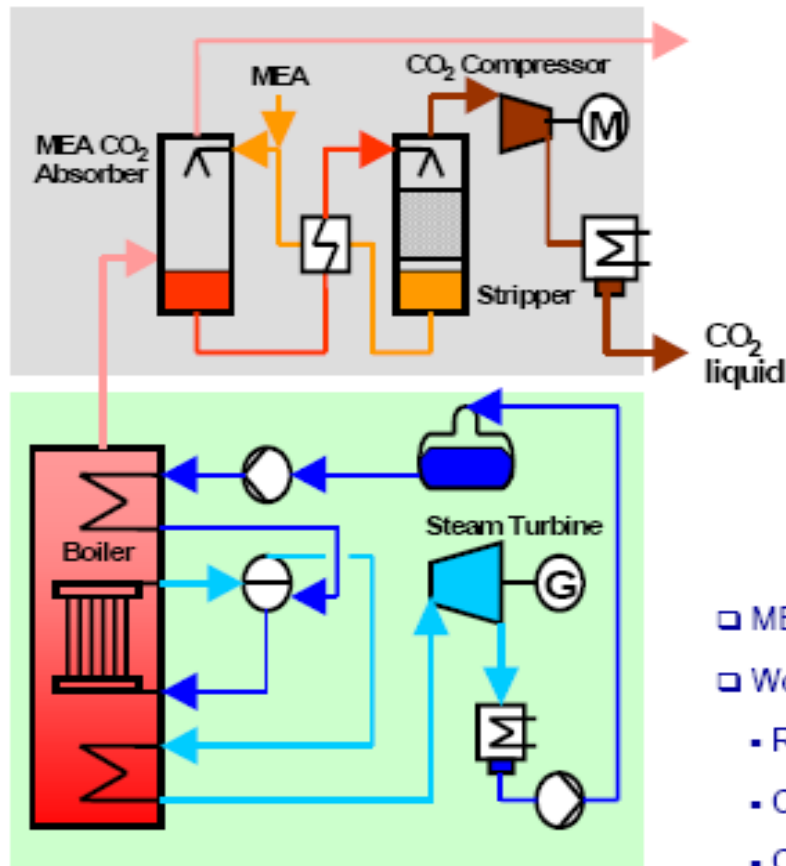 MEA
CO₂ Compressor
M
MEA CO₂
Absorber
Stripper
CO₂
liquid
Steam Turbine
Boiler
G